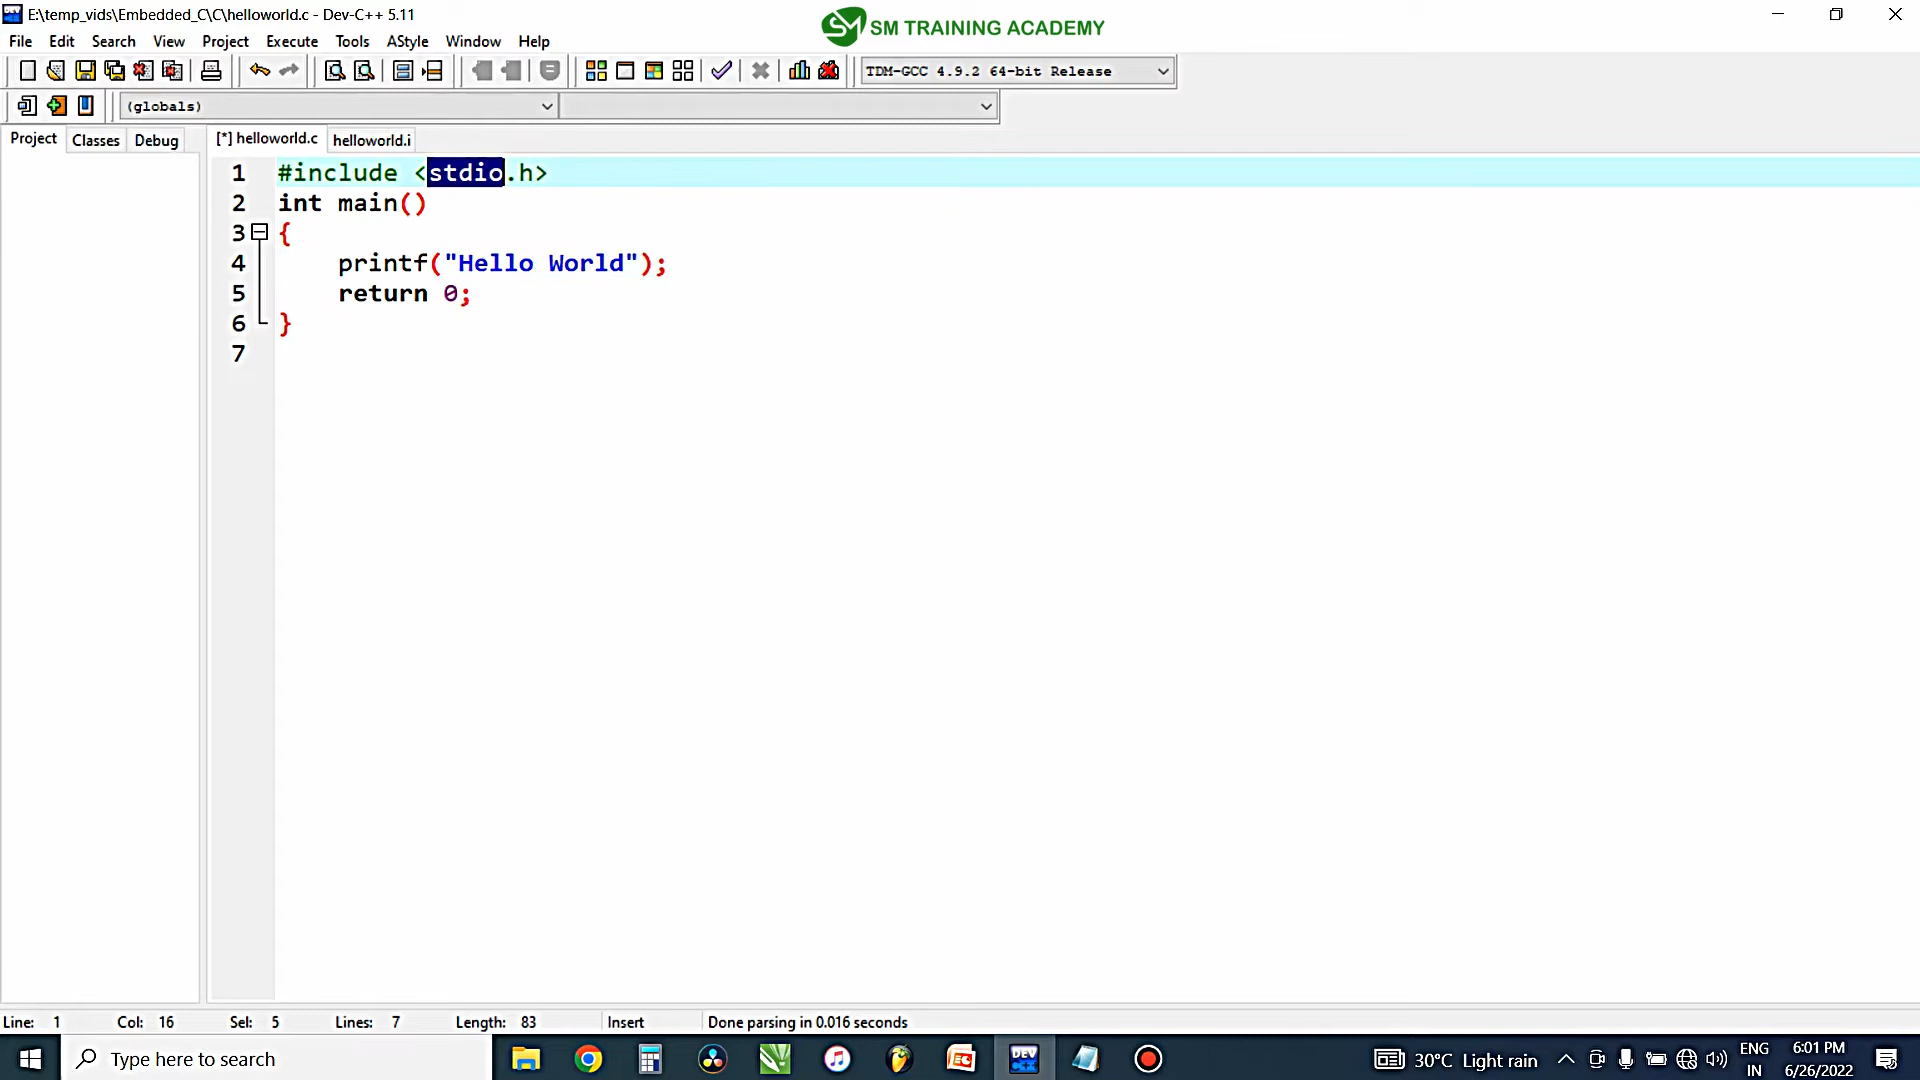 E:\temp_vids\Embedded_C\C\helloworld.c - Dev-C++ 5.11
SM SM TRAINING ACADEMY
File Edit Search View Project Execute Tools AStyle Window Help
TDM-GCC 4.9.2 64-bit Release
(globals)
Project Classes Debug [*] helloworld.c helloworld.i
1 #include <stdio.h>
2 int main()
3 {
4 printf("Hello World");
5 return 0;
6 }
7
Line: 1 Col: 16 Sel: 5 Lines: 7 Length: 83 Insert Done parsing in 0.016 seconds
Type here to search DEV C++ 30°C Light rain ENG IN 6:01 PM 6/26/2022